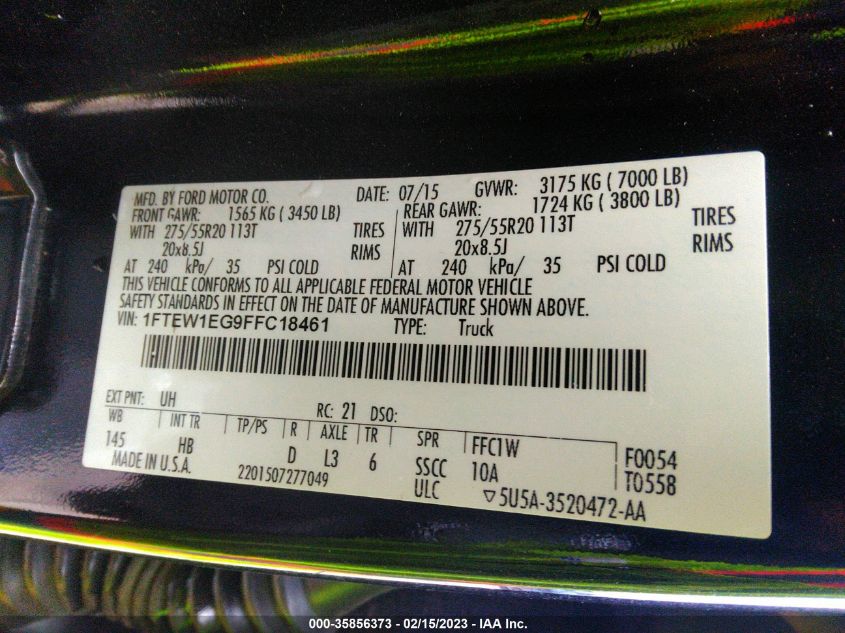 MFD. BY FORD MOTOR CO. DATE: 07/15 GVWR: 3175 KG ( 7000 LB)
FRONT GAWR: 1565 KG ( 3450 LB) REAR GAWR: 1724 KG ( 3800 LB)
WITH 275/55R20 113T TIRES WITH 275/55R20 113T TIRES
20x8.5J RIMS 20x8.5J RIMS
AT 240 kPa/ 35 PSI COLD AT 240 kPa/ 35 PSI COLD
THIS VEHICLE CONFORMS TO ALL APPLICABLE FEDERAL MOTOR VEHICLE
SAFETY STANDARDS IN EFFECT ON THE DATE OF MANUFACTURE SHOWN ABOVE.
VIN: 1FTEW1EG9FFC18461 TYPE: Truck
EXT PNT: UH RC: 21 DSO:
WB INT TR TP/PS R AXLE TR SPR FFC1W F0054
145 HB D L3 6 SSCC 10A T0558
MADE IN U.S.A. 2201507277049 ULC ▽5U5A-3520472-AA
000-35856373 - 02/15/2023 - IAA Inc.